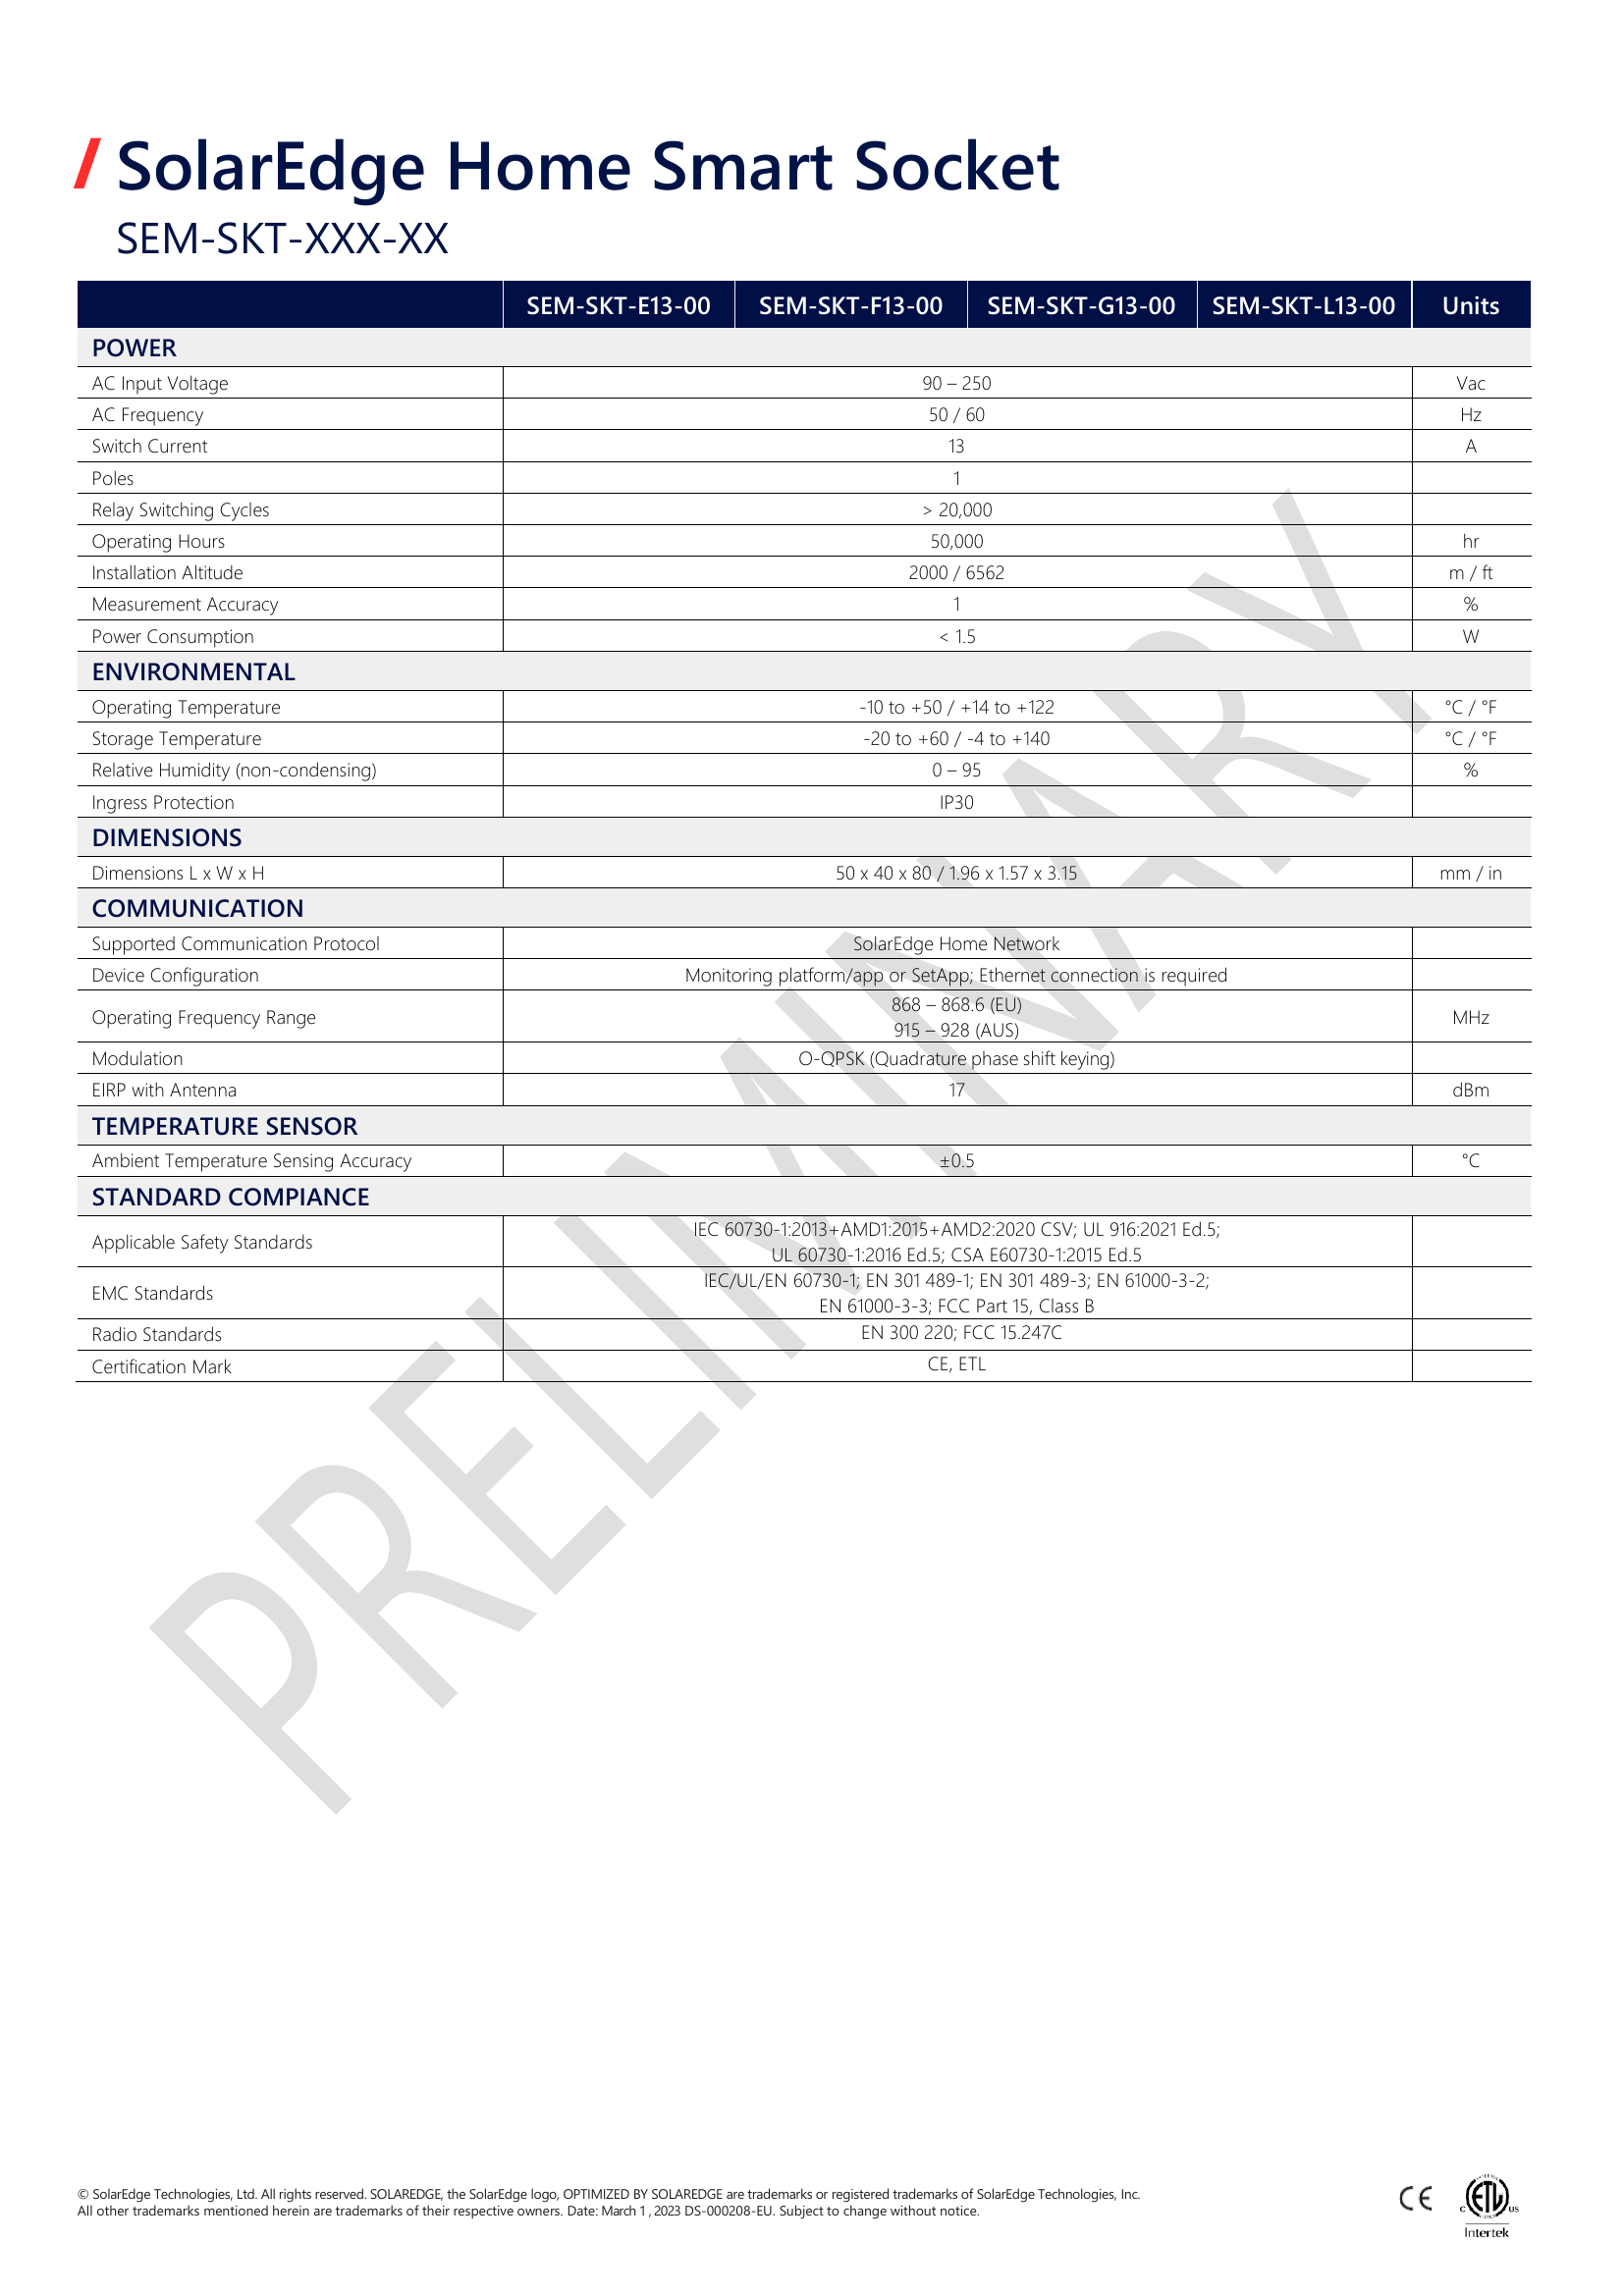 / SolarEdge Home Smart Socket
SEM-SKT-XXX-XX
SEM-SKT-E13-00 SEM-SKT-F13-00 SEM-SKT-G13-00 SEM-SKT-L13-00 Units
POWER
AC Input Voltage 90 – 250 Vac
AC Frequency 50 / 60 Hz
Switch Current 13 A
Poles 1
Relay Switching Cycles > 20,000
Operating Hours 50,000 hr
Installation Altitude 2000 / 6562 m / ft
Measurement Accuracy 1 %
Power Consumption < 1.5 W
ENVIRONMENTAL
Operating Temperature -10 to +50 / +14 to +122 °C / °F
Storage Temperature -20 to +60 / -4 to +140 °C / °F
Relative Humidity (non-condensing) 0 – 95 %
Ingress Protection IP30
DIMENSIONS
Dimensions L x W x H 50 x 40 x 80 / 1.96 x 1.57 x 3.15 mm / in
COMMUNICATION
Supported Communication Protocol SolarEdge Home Network
Device Configuration Monitoring platform/app or SetApp; Ethernet connection is required
Operating Frequency Range 868 – 868.6 (EU) MHz
915 – 928 (AUS)
Modulation O-QPSK (Quadrature phase shift keying)
EIRP with Antenna 17 dBm
TEMPERATURE SENSOR
Ambient Temperature Sensing Accuracy ±0.5 °C
STANDARD COMPIANCE
Applicable Safety Standards IEC 60730-1:2013+AMD1:2015+AMD2:2020 CSV; UL 916:2021 Ed.5;
UL 60730-1:2016 Ed.5; CSA E60730-1:2015 Ed.5
EMC Standards IEC/UL/EN 60730-1; EN 301 489-1; EN 301 489-3; EN 61000-3-2;
EN 61000-3-3; FCC Part 15, Class B
Radio Standards EN 300 220; FCC 15.247C
Certification Mark CE, ETL
PRELIMINARY
© SolarEdge Technologies, Ltd. All rights reserved. SOLAREDGE, the SolarEdge logo, OPTIMIZED BY SOLAREDGE are trademarks or registered trademarks of SolarEdge Technologies, Inc.
All other trademarks mentioned herein are trademarks of their respective owners. Date: March 1, 2023 DS-000208-EU. Subject to change without notice.
CE
C ETL US
Intertek